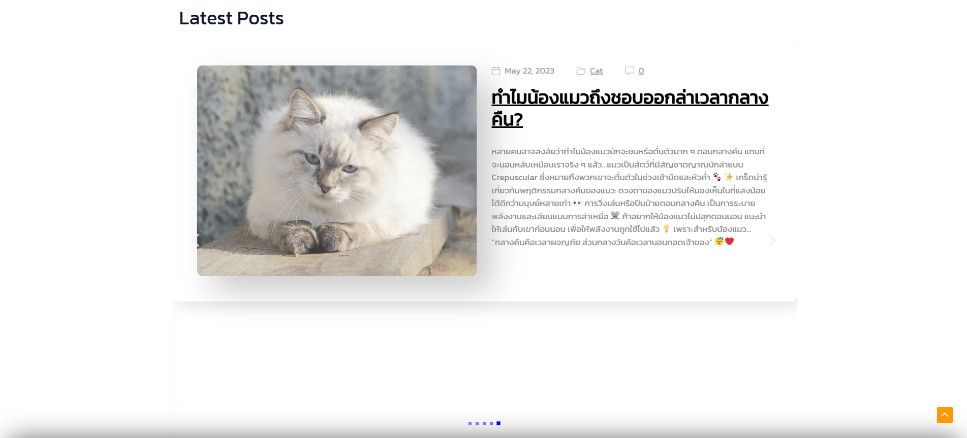 Latest Posts
May 22, 2023 Cat 0
ทำไมน้องแมวถึงชอบออกล่าเวลากลาง
คืน?
หลายคนอาจสงสัยว่าทำไมน้องแมวมักจะซนหรือตื่นตัวมาก ๆ ตอนกลางคืน แทนที่
จะนอนหลับเหมือนเราจริง ๆ แล้ว...แมวเป็นสัตว์ที่มีสัญชาตญาณนักล่าแบบ
Crepuscular ซึ่งหมายถึงพวกเขาจะตื่นตัวในช่วงเช้ามืดและหัวค่ำ 🐾 ✨ เกร็ดน่ารู้
เกี่ยวกับพฤติกรรมกลางคืนของแมว: ดวงตาของแมวปรับให้มองเห็นในที่แสงน้อย
ได้ดีกว่ามนุษย์หลายเท่า 👀 การวิ่งเล่นหรือปีนป่ายตอนกลางคืน เป็นการระบาย
พลังงานและเลียนแบบการล่าเหยื่อ 🐭 ถ้าอยากให้น้องแมวไม่ปลุกตอนนอน แนะนำ
ให้เล่นกับเขาก่อนนอน เพื่อให้พลังงานถูกใช้ไปแล้ว 💡 เพราะสำหรับน้องแมว...
"กลางคืนคือเวลาผจญภัย ส่วนกลางวันคือเวลานอนกอดเจ้าของ" 😴❤️